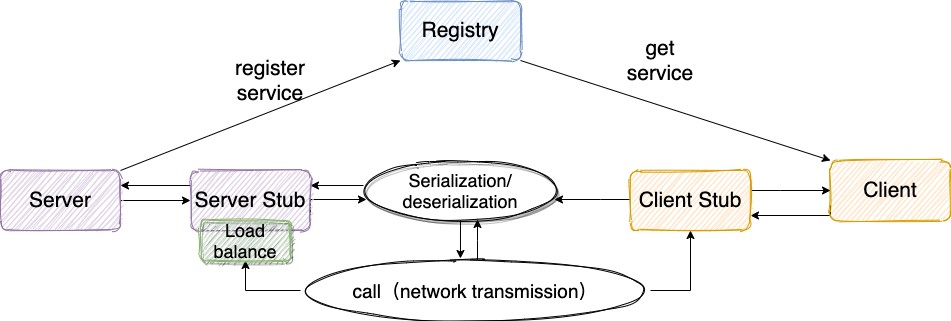 Registry
register
service
get
service
Server
Server Stub
Load
balance
Serialization/
deserialization
Client Stub
Client
call（network transmission）